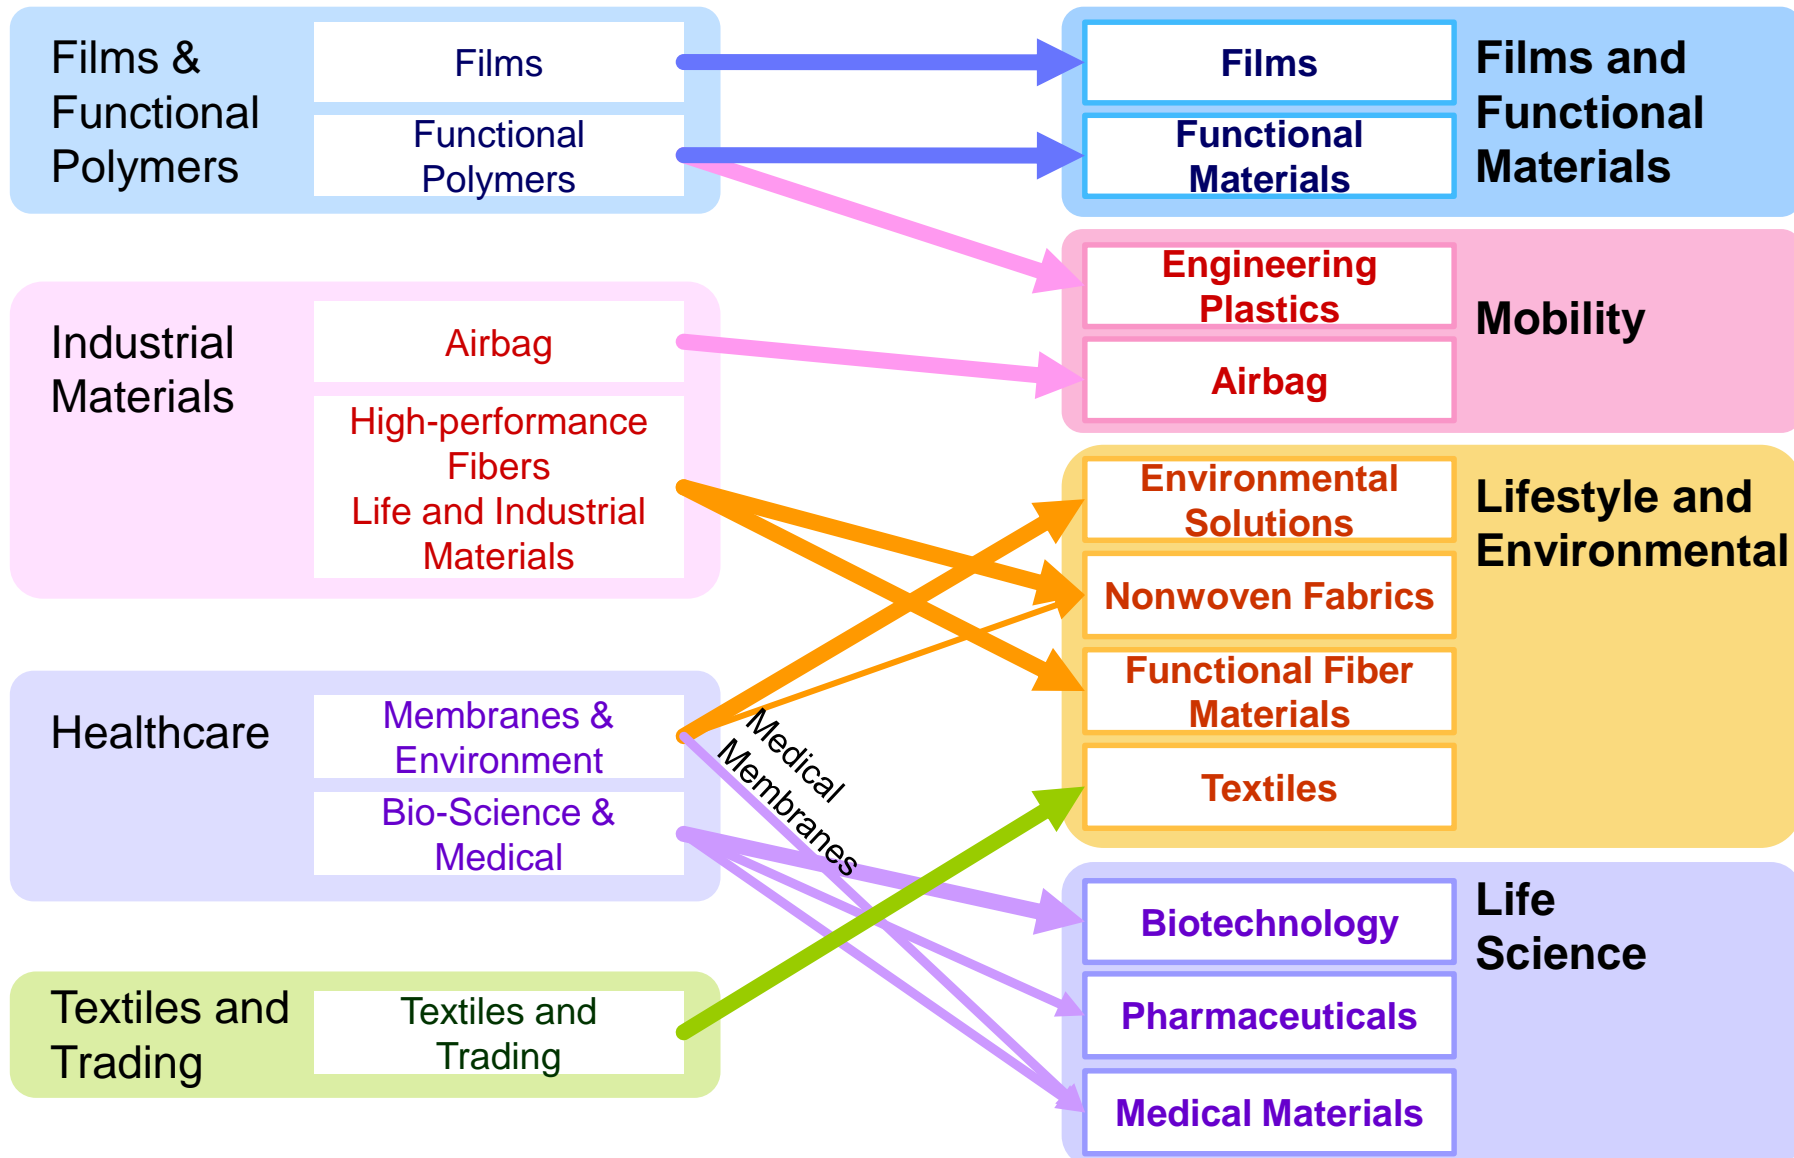 Films &
Functional
Polymers
Films
Functional
Polymers
Industrial
Materials
Airbag
High-performance
Fibers
Life and Industrial
Materials
Healthcare
Membranes &
Environment
Bio-Science &
Medical
Textiles and
Trading
Textiles and
Trading
Medical
Membranes
Films
Functional
Materials
Films and
Functional
Materials
Engineering
Plastics
Airbag
Mobility
Environmental
Solutions
Nonwoven Fabrics
Functional Fiber
Materials
Textiles
Lifestyle and
Environmental
Biotechnology
Pharmaceuticals
Medical Materials
Life
Science